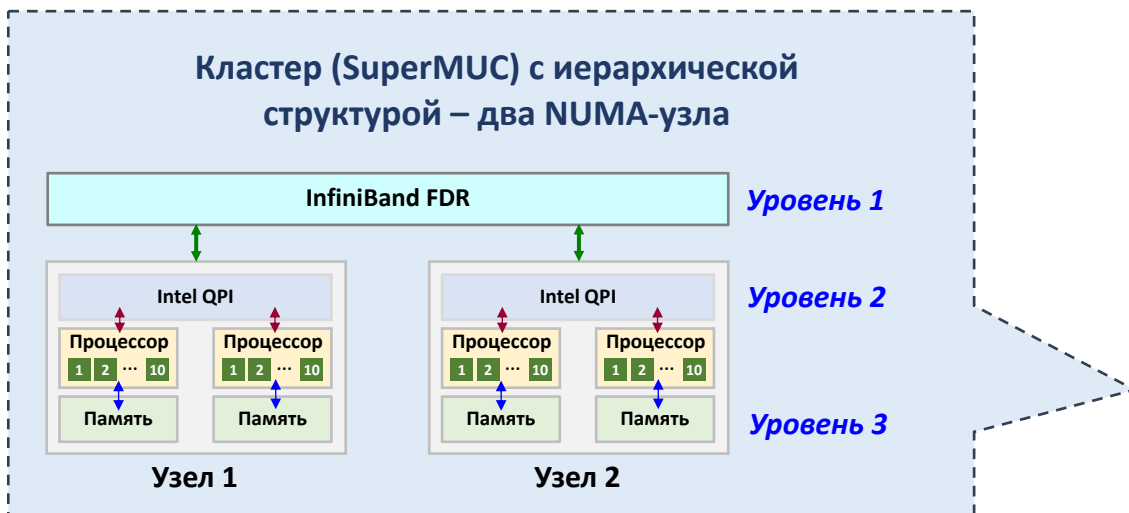 Кластер (SuperMUC) с иерархической
структурой – два NUMA-узла
InfiniBand FDR
Уровень 1
Intel QPI
Intel QPI
Уровень 2
Процессор
Процессор
Процессор
Процессор
1 2 ... 10
1 2 ... 10
1 2 ... 10
1 2 ... 10
Память
Память
Память
Память
Уровень 3
Узел 1
Узел 2